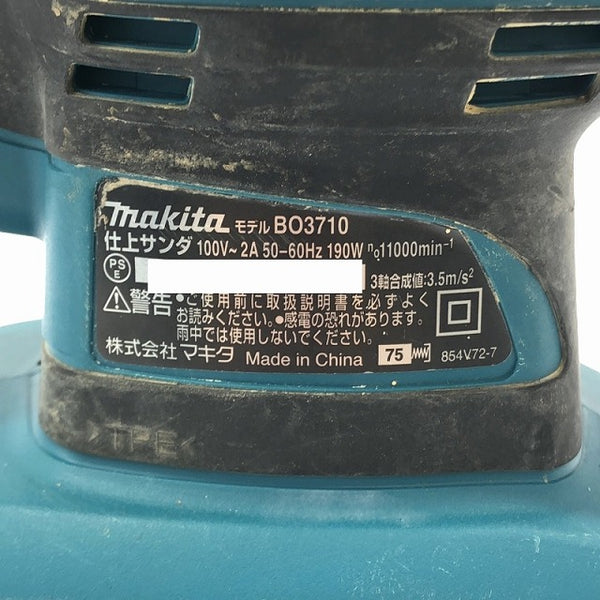 makita モデル BO3710
仕上サンダ 100V~ 2A 50-60Hz 190W n₀11000min⁻¹
PS
E
3軸合成値:3.5m/s²
⚠警告 •ご使用前に取扱説明書を必ずよく
お読みください。•感電の恐れがあります。
雨中では使用しないでください。
株式会社 マキタ Made in China 75 854V72-7
>TPE<